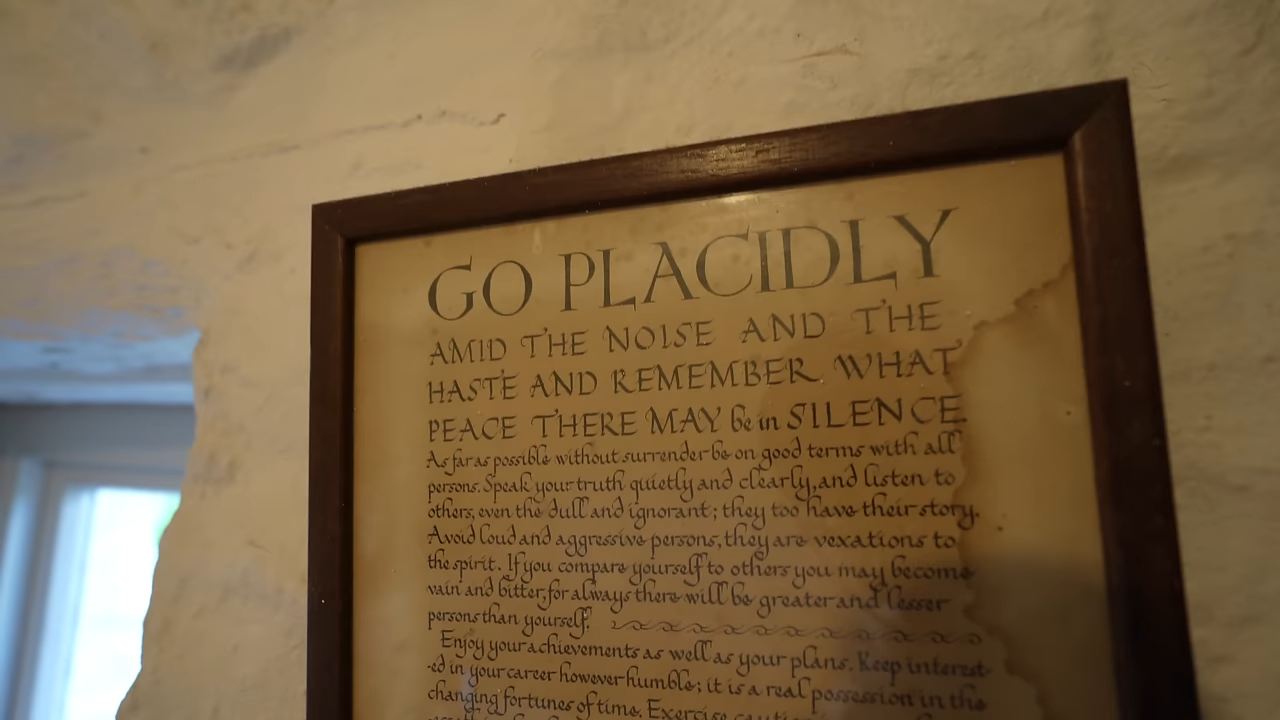 GO PLACIDLY
AMID THE NOISE AND THE
HASTE AND REMEMBER WHAT
PEACE THERE MAY be in SILENCE.
As far as possible without surrender be on good terms with all
persons. Speak your truth quietly and clearly, and listen to
others, even the dull and ignorant; they too have their story.
Avoid loud and aggressive persons, they are vexations to
the spirit. If you compare yourself to others you may become
vain and bitter, for always there will be greater and lesser
persons than yourself.
Enjoy your achievements as well as your plans. Keep interest-
-ed in your career however humble; it is a real possession in the
changing fortunes of time. Exercise